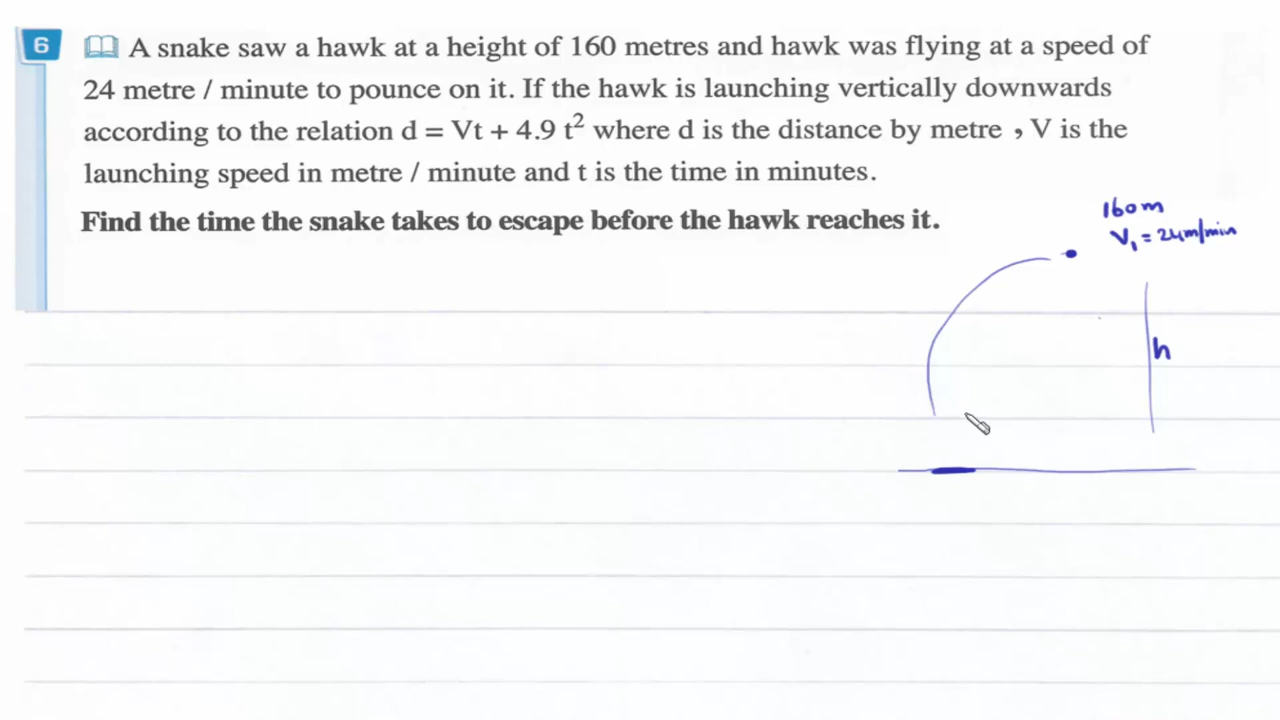 6
A snake saw a hawk at a height of 160 metres and hawk was flying at a speed of
24 metre / minute to pounce on it. If the hawk is launching vertically downwards
according to the relation d = Vt + 4.9 t² where d is the distance by metre , V is the
launching speed in metre / minute and t is the time in minutes.
Find the time the snake takes to escape before the hawk reaches it.
160m
V₁ = 24m/min
h